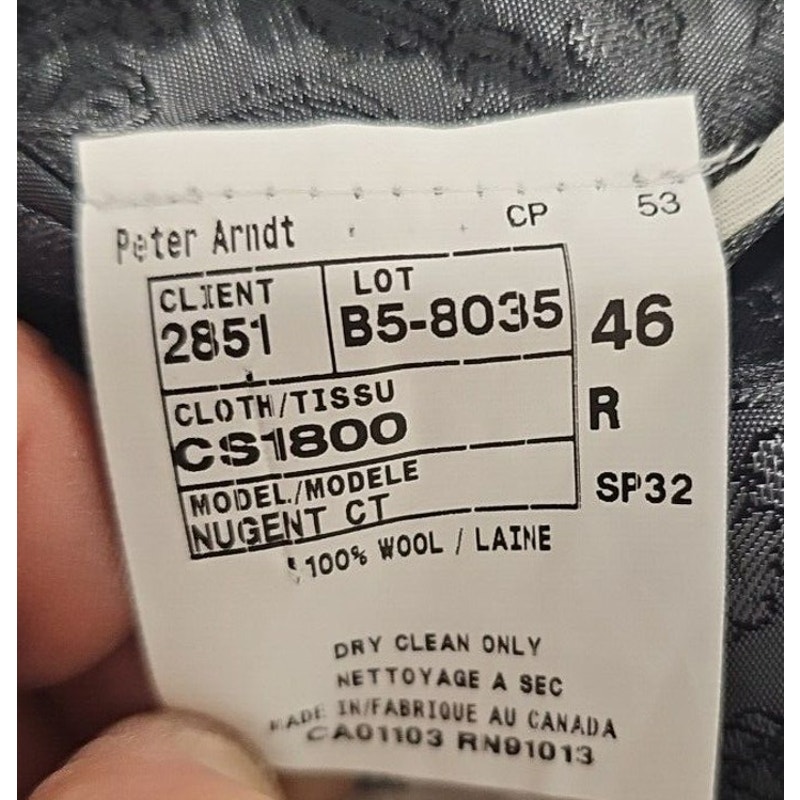 Peter Arndt CP 53
CLIENT LOT
2851 B5-8035 46
CLOTH/TISSU R
CS1800
MODEL./MODELE SP32
NUGENT CT
100% WOOL / LAINE
DRY CLEAN ONLY
NETTOYAGE A SEC
MADE IN/FABRIQUE AU CANADA
CA01103 RN91013